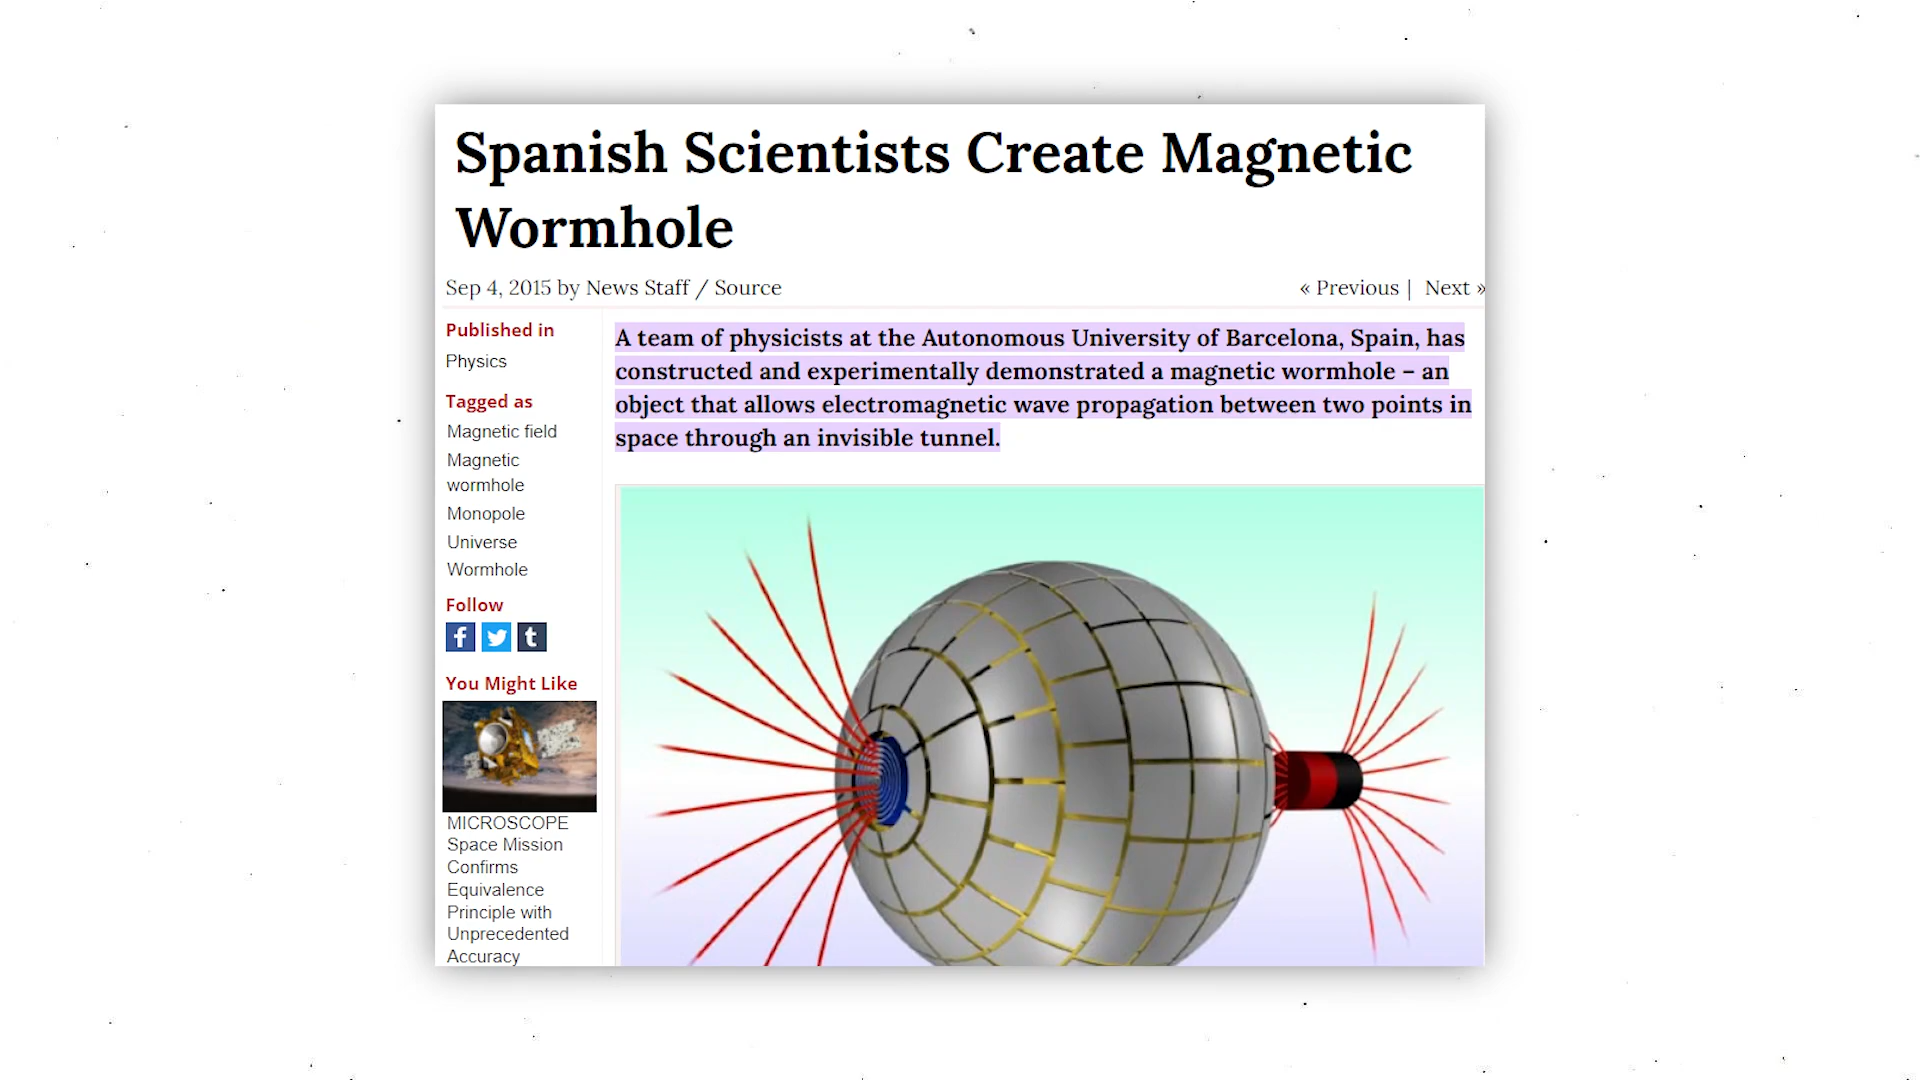 Spanish Scientists Create Magnetic
Wormhole
Sep 4, 2015 by News Staff / Source
« Previous | Next »
Published in
Physics
Tagged as
Magnetic field
Magnetic
wormhole
Monopole
Universe
Wormhole
Follow
f
t
You Might Like
MICROSCOPE
Space Mission
Confirms
Equivalence
Principle with
Unprecedented
Accuracy
A team of physicists at the Autonomous University of Barcelona, Spain, has
constructed and experimentally demonstrated a magnetic wormhole – an
object that allows electromagnetic wave propagation between two points in
space through an invisible tunnel.